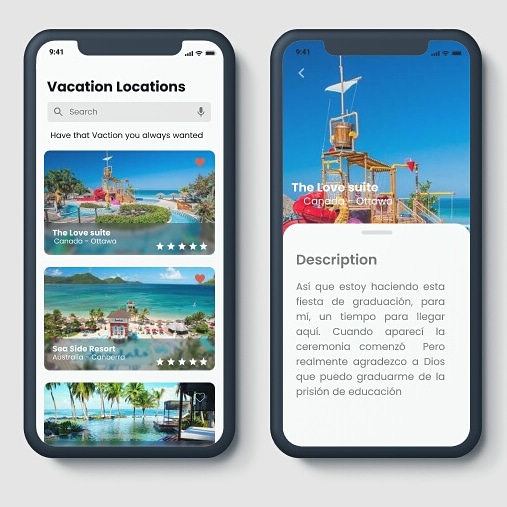 9:41
Vacation Locations
Search
Have that Vaction you always wanted
The Love suite
Canada - Ottawa
Sea Side Resort
Australia - Canberra
9:41
The Love suite
Canada - Ottawa
Description
Así que estoy haciendo esta
fiesta de graduación, para
mí, un tiempo para llegar
aquí. Cuando aparecí la
ceremonia comenzó Pero
realmente agradezco a Dios
que puedo graduarme de la
prisión de educación